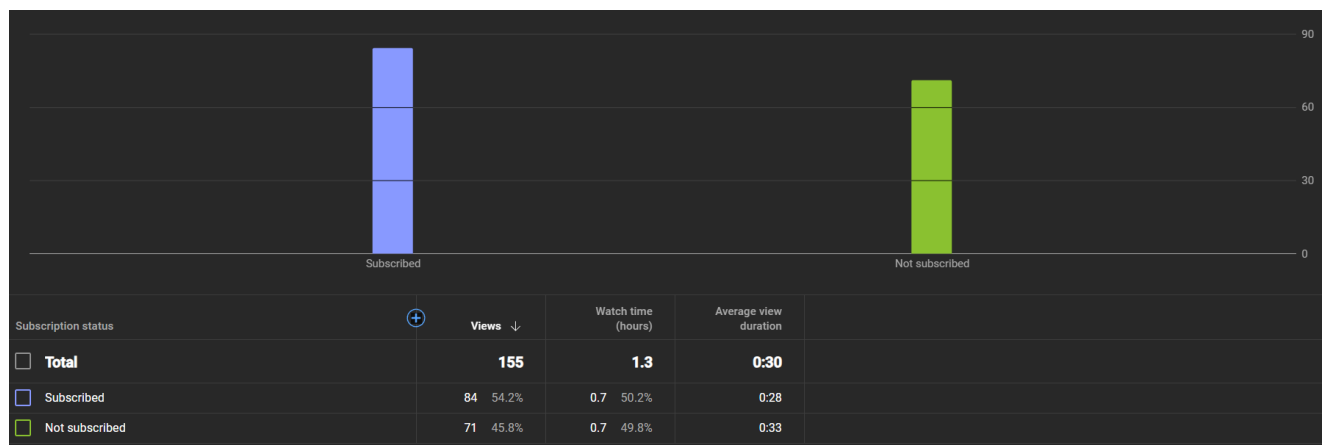 90
60
30
0
Subscribed Not subscribed
Subscription status Views ↓ Watch time (hours) Average view duration
Total 155 1.3 0:30
Subscribed 84 54.2% 0.7 50.2% 0:28
Not subscribed 71 45.8% 0.7 49.8% 0:33